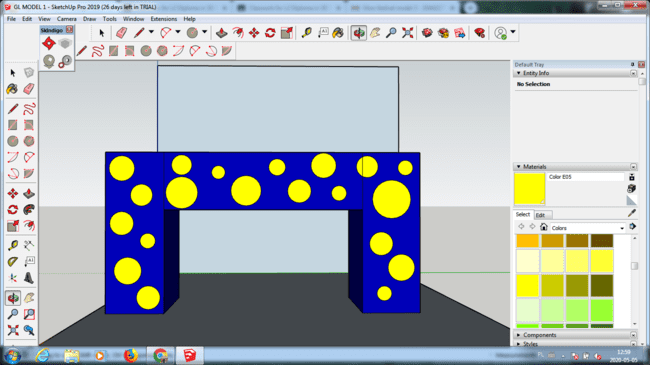 GL MODEL 1 - SketchUp Pro 2019 (26 days left in TRIAL)
File Edit View Camera Draw Tools Window Extensions Help
SkIndigo
Default Tray
Entity Info
No Selection
Materials
Color E05
Select Edit
Colors
Components
Styles
PL
12:59
2020-05-05